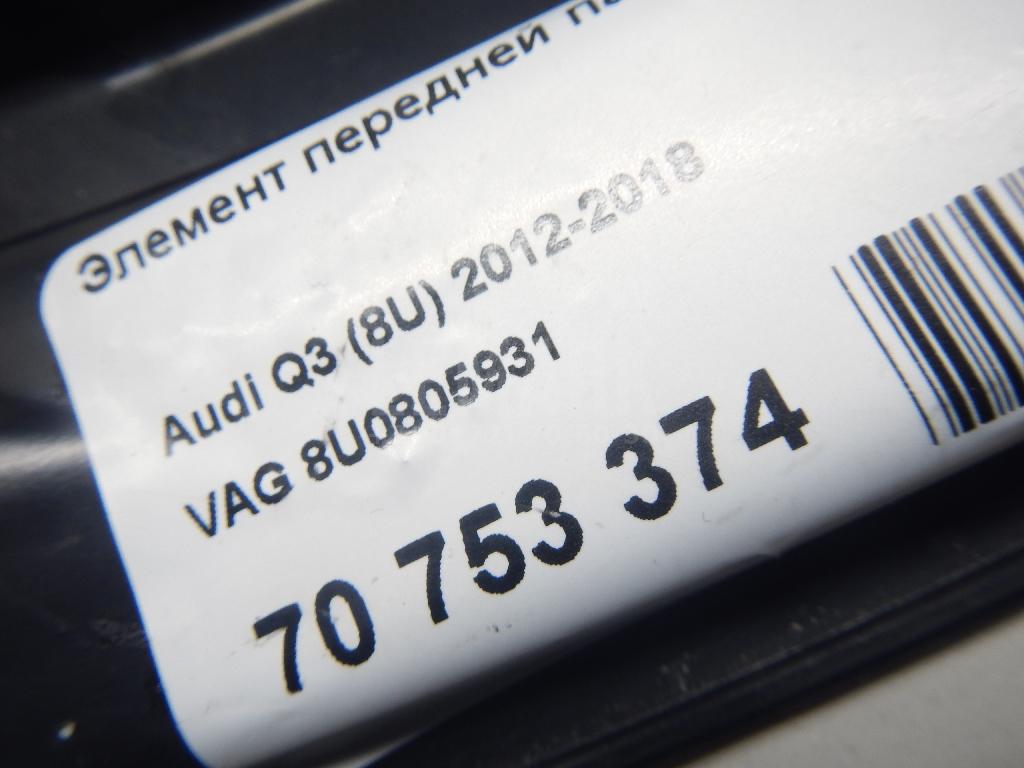 Элемент передней
Audi Q3 (8U) 2012-2018
VAG 8U0805931
70 753 374